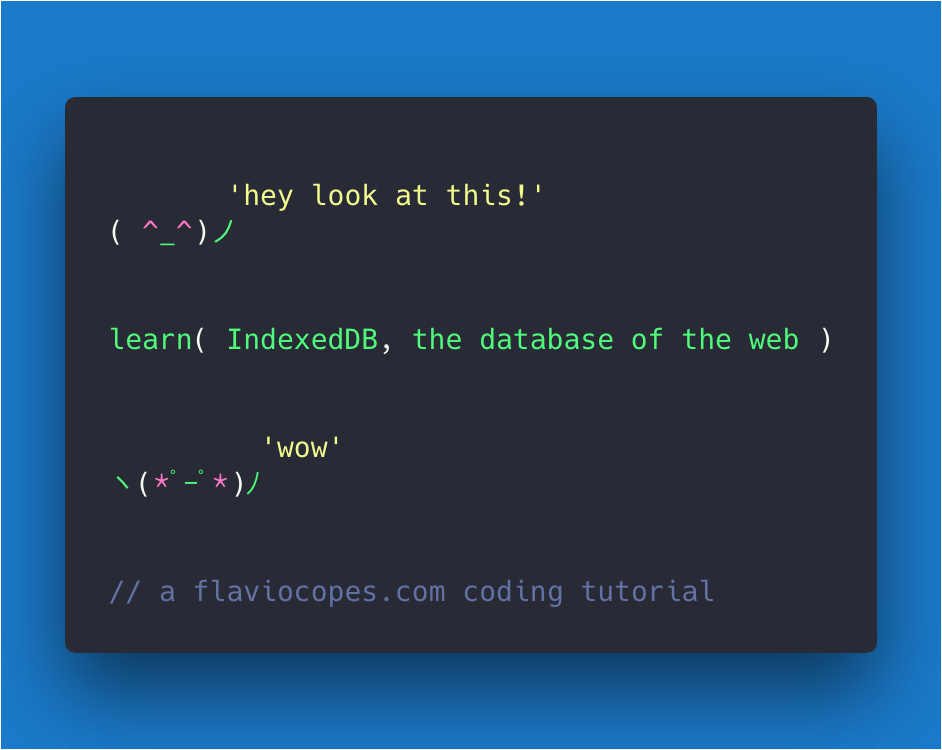 'hey look at this!'
( ^_^)ノ
learn( IndexedDB, the database of the web )
'wow'
ヽ(*゚ー゚*)ﾉ
// a flaviocopes.com coding tutorial